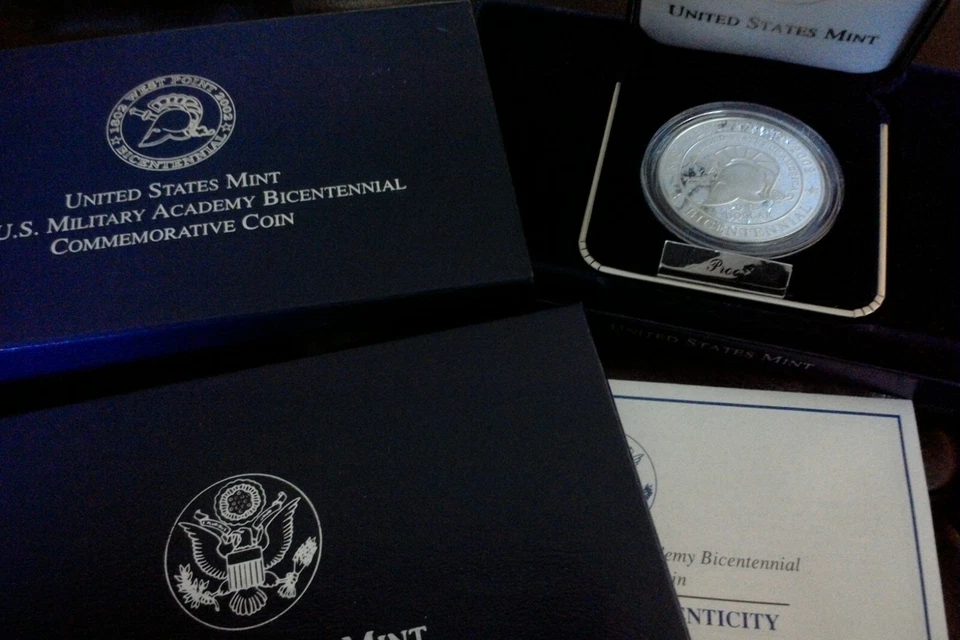 1802 WEST POINT 2002
BICENTENNIAL
UNITED STATES MINT
U.S. MILITARY ACADEMY BICENTENNIAL
COMMEMORATIVE COIN
UNITED STATES MINT
BICENTENNIAL
Proof
UNITED STATES MINT
emy Bicentennial
in
NTICITY
MINT